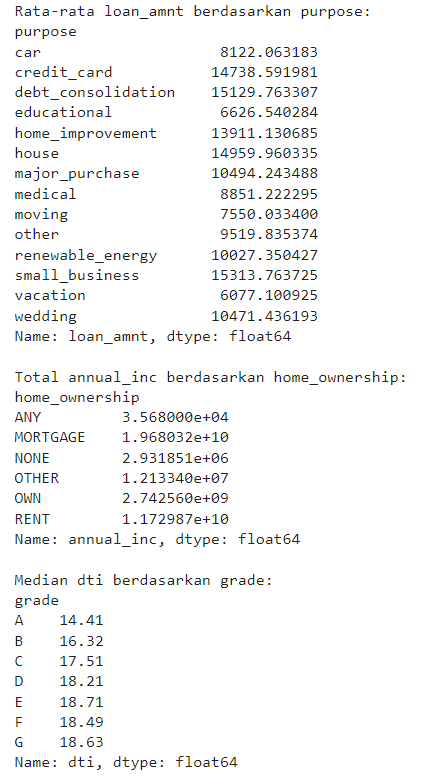 Rata-rata loan_amnt berdasarkan purpose:
purpose
car 8122.063183
credit_card 14738.591981
debt_consolidation 15129.763307
educational 6626.540284
home_improvement 13911.130685
house 14959.960335
major_purchase 10494.243488
medical 8851.222295
moving 7550.033400
other 9519.835374
renewable_energy 10027.350427
small_business 15313.763725
vacation 6077.100925
wedding 10471.436193
Name: loan_amnt, dtype: float64
Total annual_inc berdasarkan home_ownership:
home_ownership
ANY 3.568000e+04
MORTGAGE 1.968032e+10
NONE 2.931851e+06
OTHER 1.213340e+07
OWN 2.742560e+09
RENT 1.172987e+10
Name: annual_inc, dtype: float64
Median dti berdasarkan grade:
grade
A 14.41
B 16.32
C 17.51
D 18.21
E 18.71
F 18.49
G 18.63
Name: dti, dtype: float64